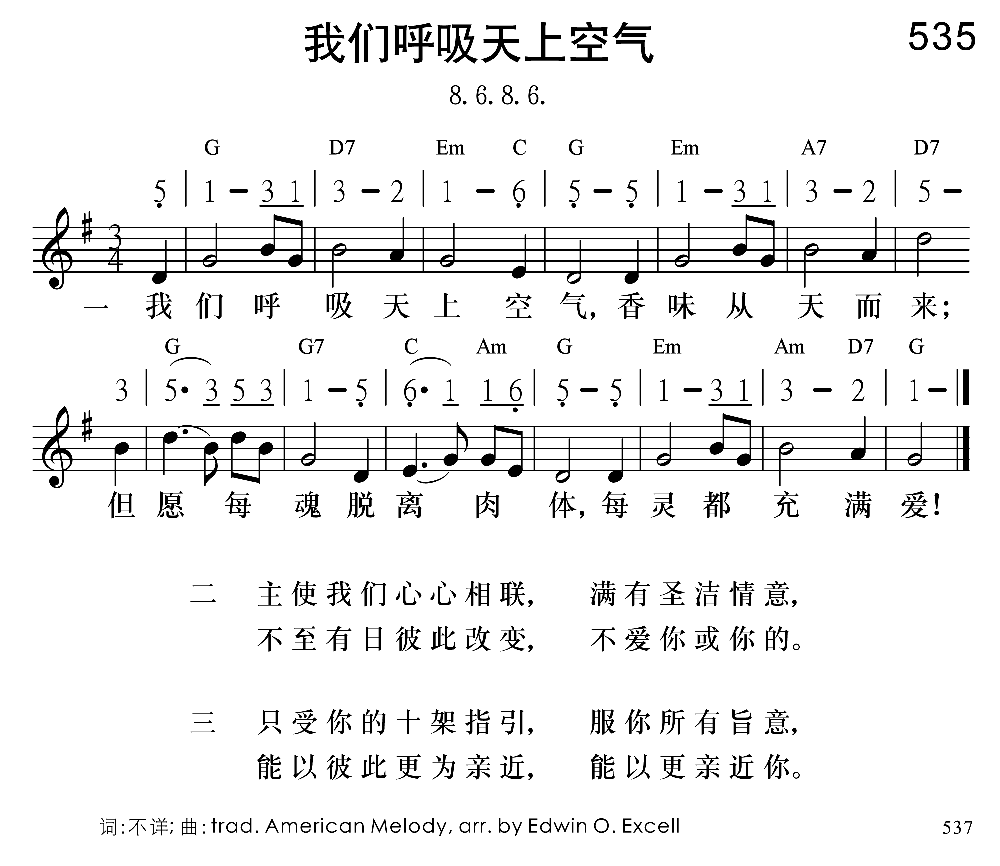 我们呼吸天上空气 535
8. 6. 8. 6.
G D7 Em C G Em A7 D7
5 | 1 – 3 1 | 3 – 2 | 1 – 6 | 5 – 5 | 1 – 3 1 | 3 – 2 | 5 –
3 4
一 我 们 呼 吸 天 上 空 气, 香 味 从 天 而 来;
G G7 C Am G Em Am D7 G
3 | 5· 3 5 3 | 1 – 5 | 6· 1 1 6 | 5 – 5 | 1 – 3 1 | 3 – 2 | 1 – ‖
但 愿 每 魂 脱 离 肉 体, 每 灵 都 充 满 爱!
二 主使我们心心相联, 满有圣洁情意,
不至有日彼此改变, 不爱你或你的。
三 只受你的十架指引, 服你所有旨意,
能以彼此更为亲近, 能以更亲近你。
词:不详; 曲: trad. American Melody, arr. by Edwin O. Excell 537